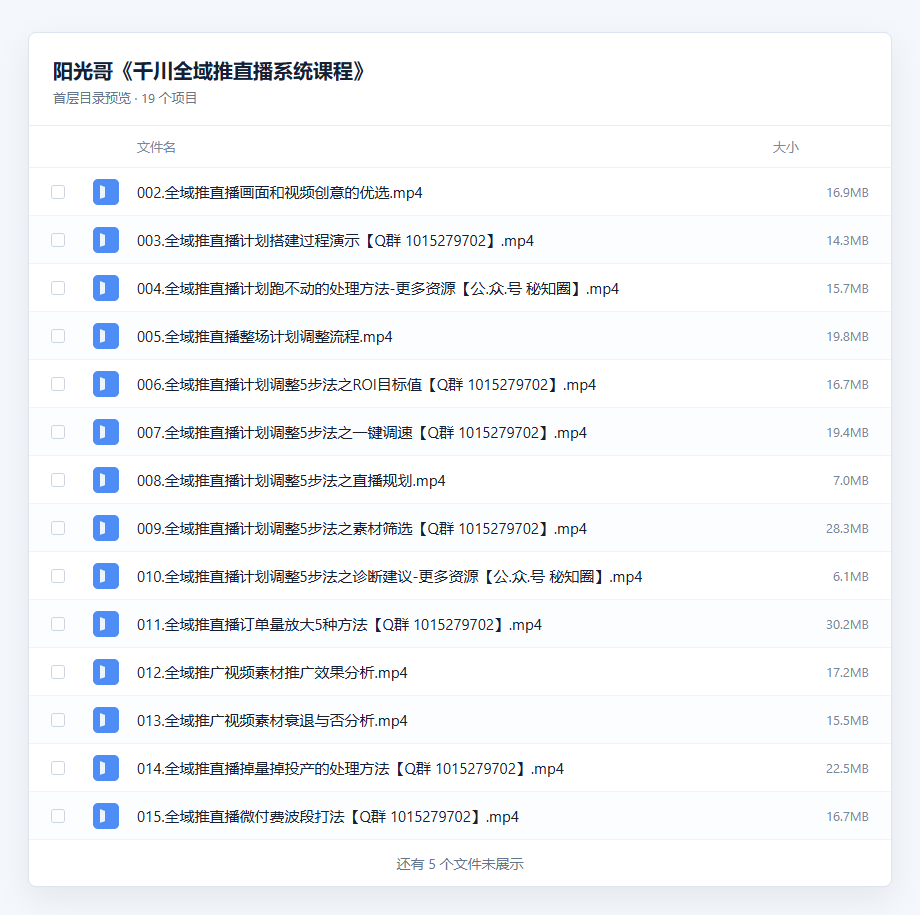 阳光哥《千川全域推直播系统课程》
首层目录预览 · 19 个项目
文件名 大小
002.全域推直播画面和视频创意的优选.mp4 16.9MB
003.全域推直播计划搭建过程演示【Q群 1015279702】.mp4 14.3MB
004.全域推直播计划跑不动的处理方法-更多资源【公.众.号 秘知圈】.mp4 15.7MB
005.全域推直播整场计划调整流程.mp4 19.8MB
006.全域推直播计划调整5步法之ROI目标值【Q群 1015279702】.mp4 16.7MB
007.全域推直播计划调整5步法之一键调速【Q群 1015279702】.mp4 19.4MB
008.全域推直播计划调整5步法之直播规划.mp4 7.0MB
009.全域推直播计划调整5步法之素材筛选【Q群 1015279702】.mp4 28.3MB
010.全域推直播计划调整5步法之诊断建议-更多资源【公.众.号 秘知圈】.mp4 6.1MB
011.全域推直播订单量放大5种方法【Q群 1015279702】.mp4 30.2MB
012.全域推广视频素材推广效果分析.mp4 17.2MB
013.全域推广视频素材衰退与否分析.mp4 15.5MB
014.全域推直播掉量掉投产的处理方法【Q群 1015279702】.mp4 22.5MB
015.全域推直播微付费波段打法【Q群 1015279702】.mp4 16.7MB
还有 5 个文件未展示